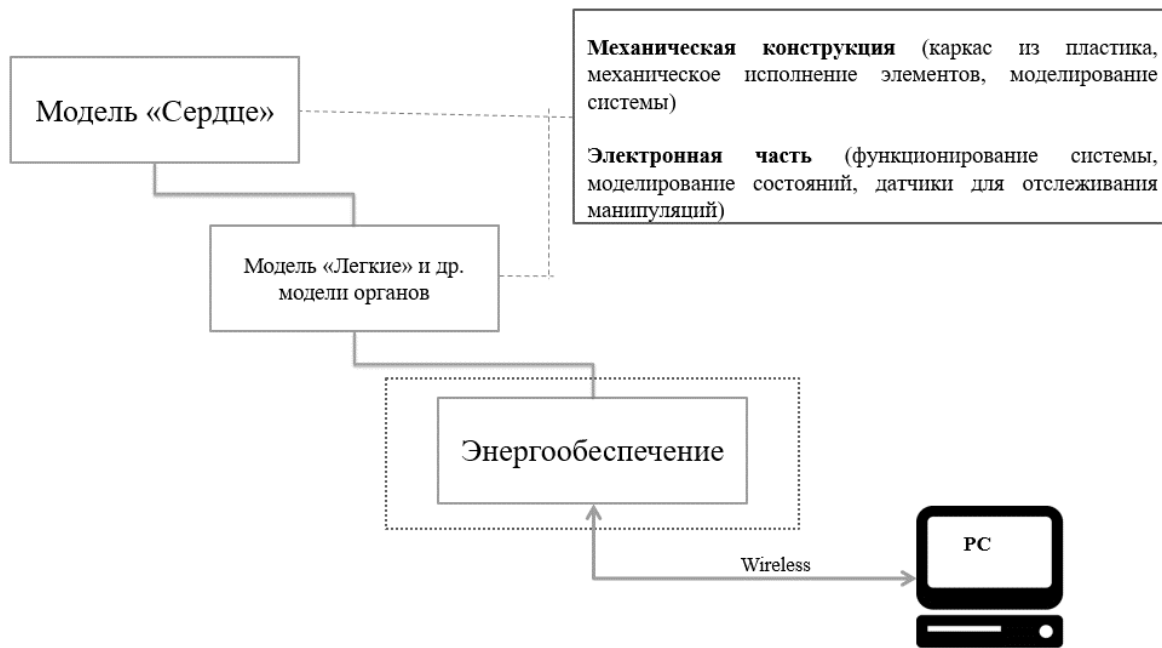 Модель «Сердце»
Механическая конструкция (каркас из пластика,
механическое исполнение элементов, моделирование
системы)
Электронная часть (функционирование системы,
моделирование состояний, датчики для отслеживания
манипуляций)
Модель «Легкие» и др.
модели органов
Энергообеспечение
Wireless
PC